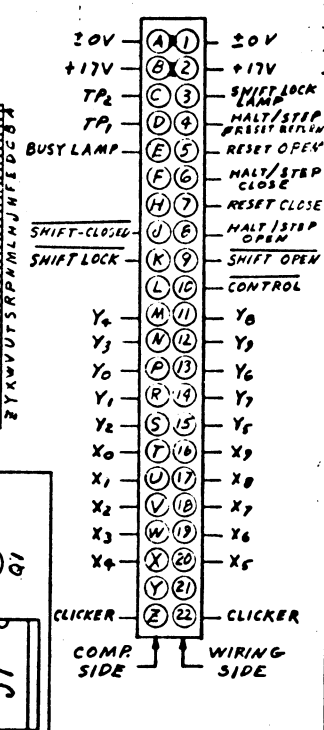 ±0V A 1 ±0V
+17V B 2 +17V
TP2 C 3 SHIFT LOCK LAMP
TP1 D 4 HALT/STEP PRESET RETURN
BUSY LAMP E 5 RESET OPEN
F 6 HALT/STEP CLOSE
H 7 RESET CLOSE
SHIFT-CLOSED J 8 HALT/STEP OPEN
SHIFT LOCK K 9 SHIFT OPEN
L 10 CONTROL
Y4 M 11 Y8
Y3 N 12 Y9
Y0 P 13 Y6
Y1 R 14 Y7
Y2 S 15 Y5
X0 T 16 X9
X1 U 17 X8
X2 V 18 X7
X3 W 19 X6
X4 X 20 X5
Y 21
CLICKER Z 22 CLICKER
COMP. SIDE
WIRING SIDE
Q1
J1